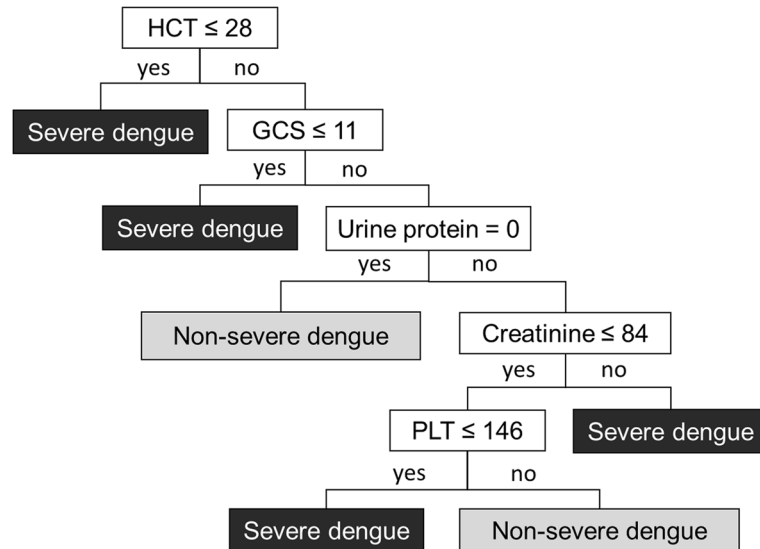 HCT ≤ 28
yes no
Severe dengue
GCS ≤ 11
yes no
Severe dengue
Urine protein = 0
yes no
Non-severe dengue
Creatinine ≤ 84
yes no
PLT ≤ 146
Severe dengue
yes no
Severe dengue
Non-severe dengue